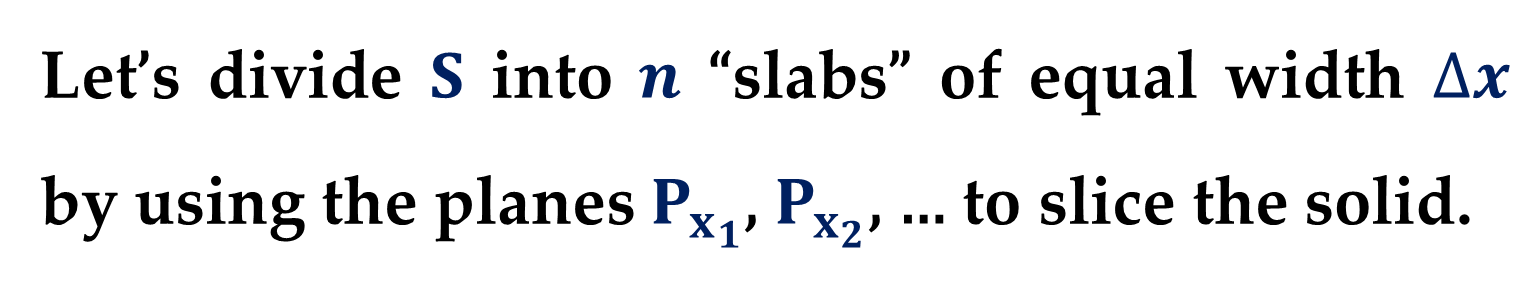 Let’s divide S into n “slabs” of equal width Δx
by using the planes Pₓ₁, Pₓ₂, ... to slice the solid.